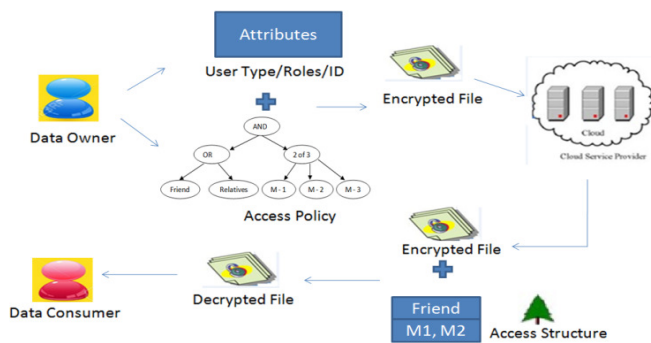 Attributes
User Type/Roles/ID
Data Owner
AND
OR
2 of 3
Friend
Relatives
M - 1
M - 2
M - 3
Access Policy
Encrypted File
Cloud
Cloud Service Provider
Encrypted File
Friend
M1, M2
Access Structure
Decrypted File
Data Consumer